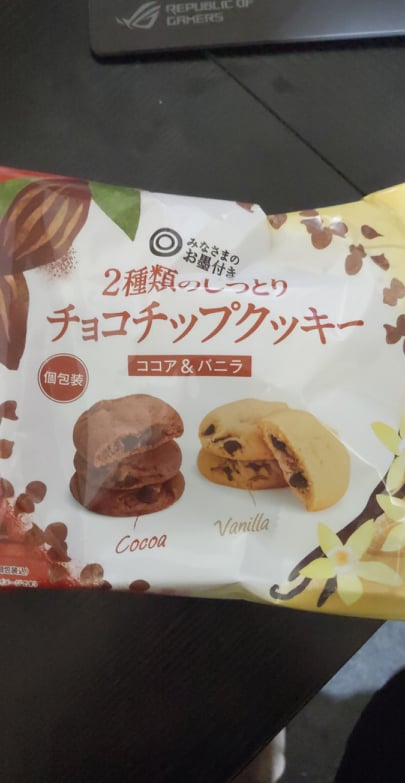 REPUBLIC OF
GAMERS
みなさまの
お墨付き
2種類のしっとり
チョコチップクッキー
ココア&バニラ
個包装
Cocoa
Vanilla